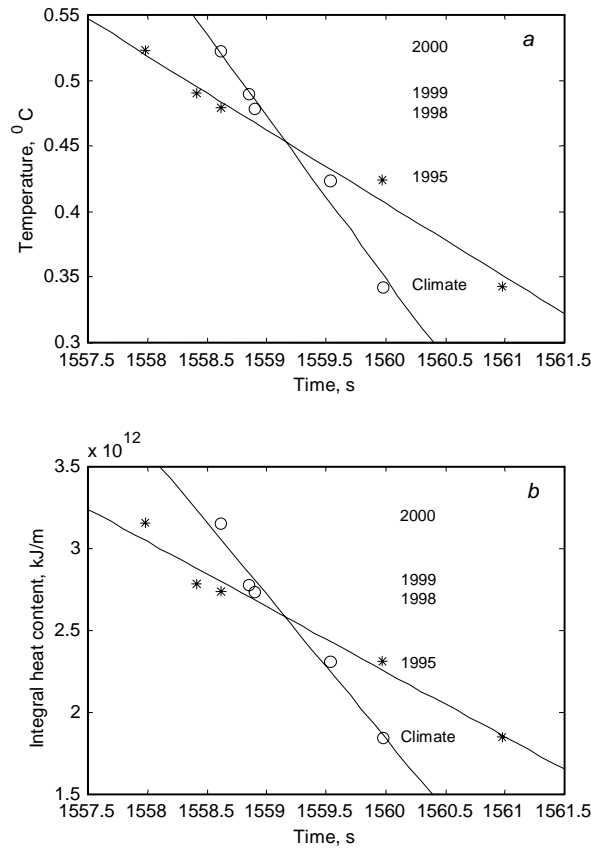 0.55
a
2000
0.5
1999
1998
0.45
1995
0.4
0.35
Climate
0.3
1557.5 1558 1558.5 1559 1559.5 1560 1560.5 1561 1561.5
Temperature, ⁰C
Time, s
x 10¹²
3.5
b
2000
3
1999
1998
2.5
1995
2
Climate
1.5
1557.5 1558 1558.5 1559 1559.5 1560 1560.5 1561 1561.5
Integral heat content, kJ/m
Time, s